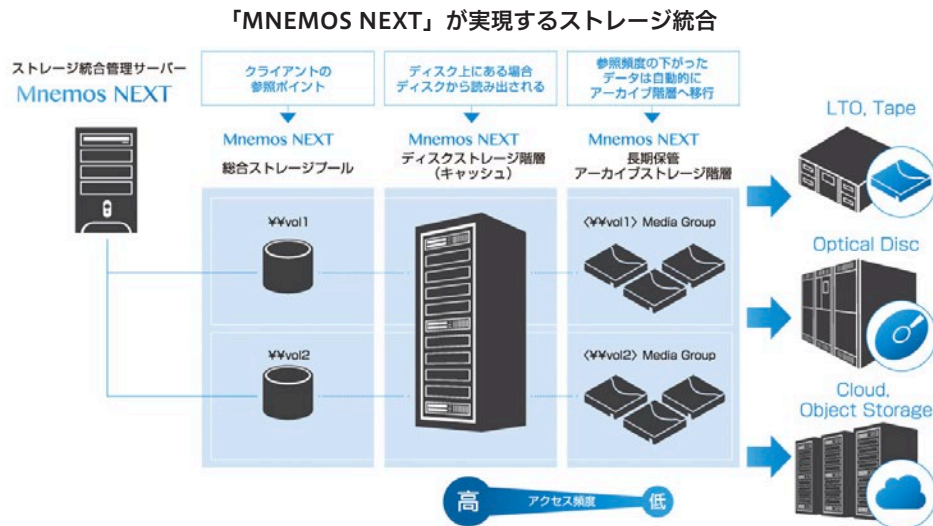 「MNEMOS NEXT」が実現するストレージ統合
ストレージ統合管理サーバー
Mnemos NEXT
クライアントの
参照ポイント
ディスク上にある場合
ディスクから読み出される
参照頻度の下がった
データは自動的に
アーカイブ階層へ移行
Mnemos NEXT
総合ストレージプール
Mnemos NEXT
ディスクストレージ階層
(キャッシュ)
Mnemos NEXT
長期保管
アーカイブストレージ階層
¥¥vol1
〈¥¥vol1〉Media Group
¥¥vol2
〈¥¥vol2〉Media Group
LTO, Tape
Optical Disc
Cloud,
Object Storage
高 アクセス頻度 低